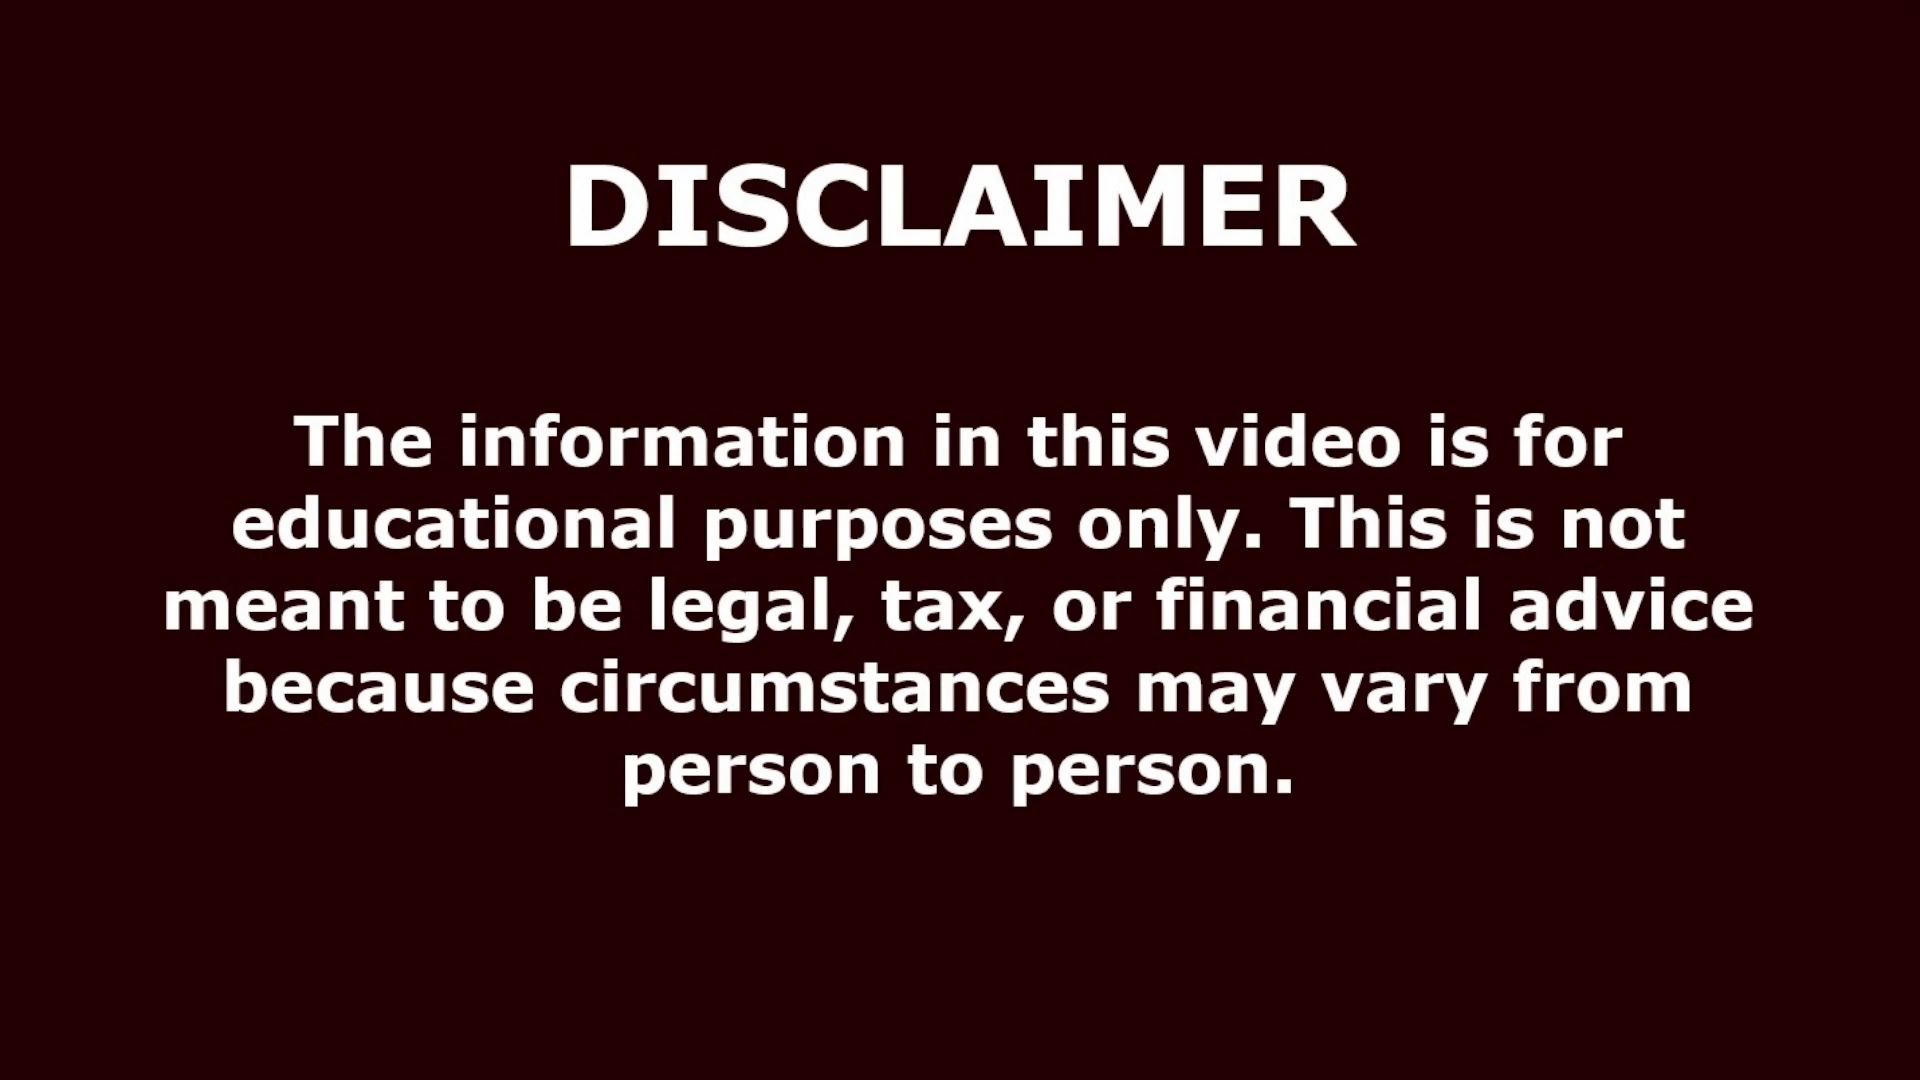 DISCLAIMER
The information in this video is for
educational purposes only. This is not
meant to be legal, tax, or financial advice
because circumstances may vary from
person to person.